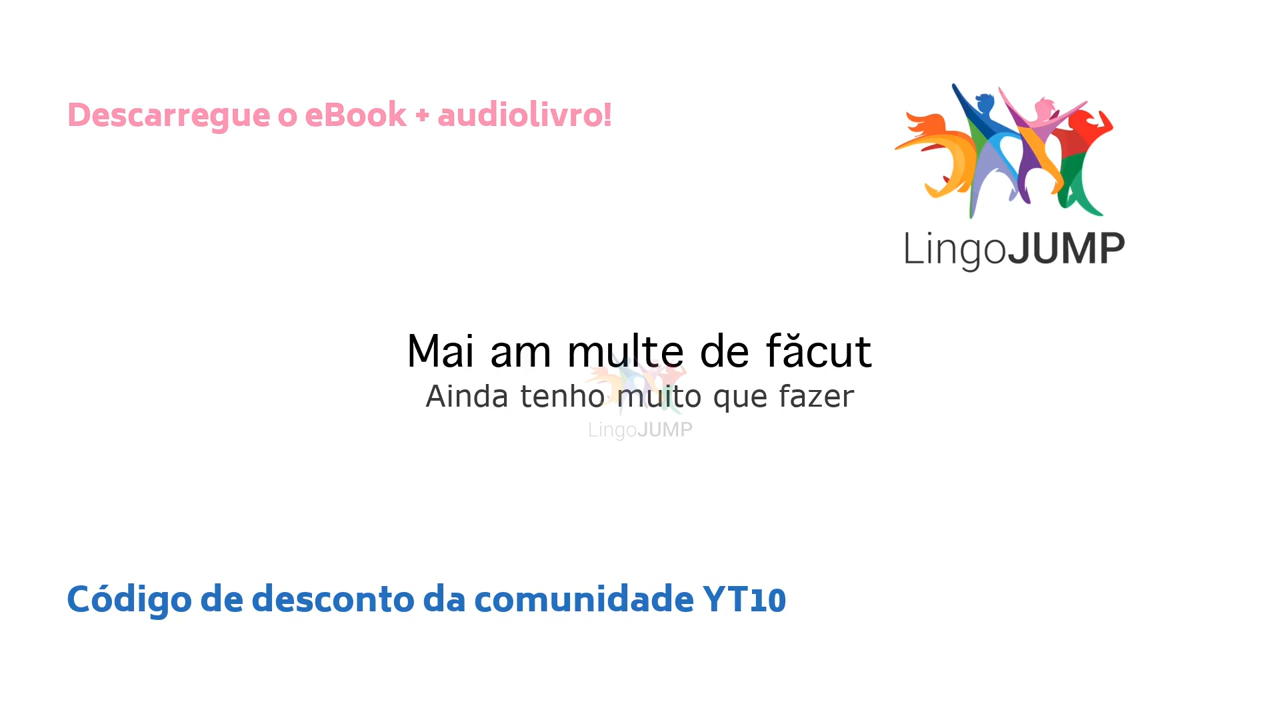 Descarregue o eBook + audiolivro!
LingoJUMP
Mai am multe de făcut
Ainda tenho muito que fazer
LingoJUMP
Código de desconto da comunidade YT10